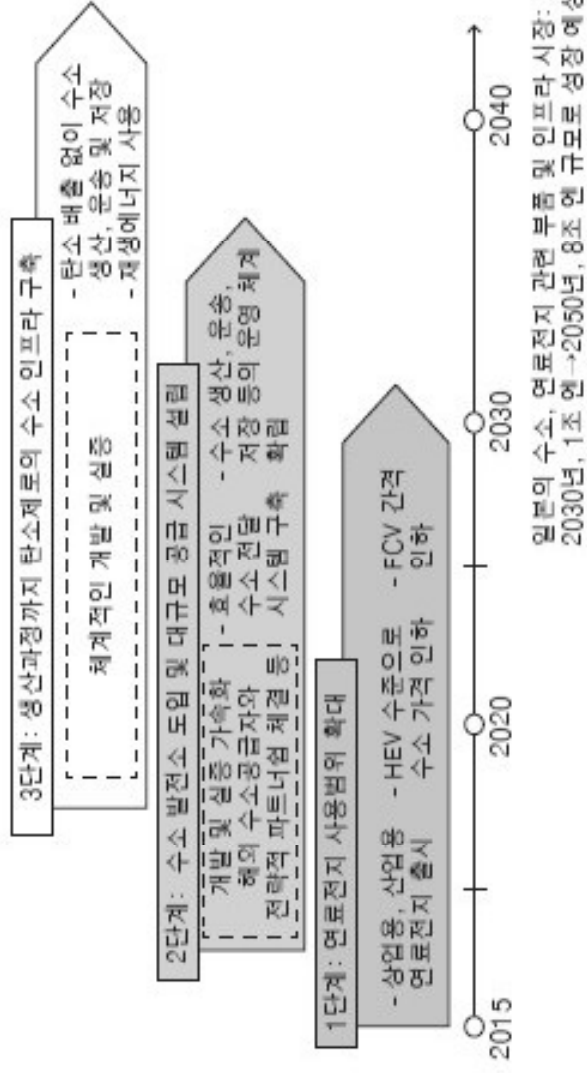 3단계: 생산과정까지 탄소제로의 수소 인프라 구축
체계적인 개발 및 실증
- 탄소 배출 없이 수소
생산, 운송 및 저장
- 재생에너지 사용
2단계: 수소 발전소 도입 및 대규모 공급 시스템 설립
개발 및 실증 가속화
해외 수소공급자와
전략적 파트너쉽 체결 등
- 효율적인
수소 전달
시스템 구축
- 수소 생산, 운송,
저장 등의 운영 체계
확립
1단계: 연료전지 사용범위 확대
- 상업용, 산업용
연료전지 출시
- HEV 수준으로
수소 가격 인하
- FCV 간격
인하
2015
2020
2030
2040
일본의 수소, 연료전지 관련 부품 및 인프라 시장:
2030년, 1조 엔→2050년, 8조 엔 규모로 성장 예상